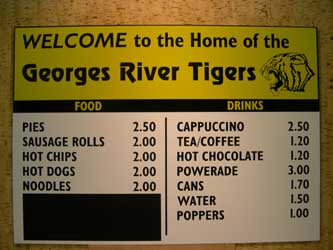 WELCOME to the Home of the
Georges River Tigers
FOOD
PIES 2.50
SAUSAGE ROLLS 2.00
HOT CHIPS 2.00
HOT DOGS 2.00
NOODLES 2.00
DRINKS
CAPPUCCINO 2.50
TEA/COFFEE 1.20
HOT CHOCOLATE 1.20
POWERADE 3.00
CANS 1.70
WATER 1.50
POPPERS 1.00